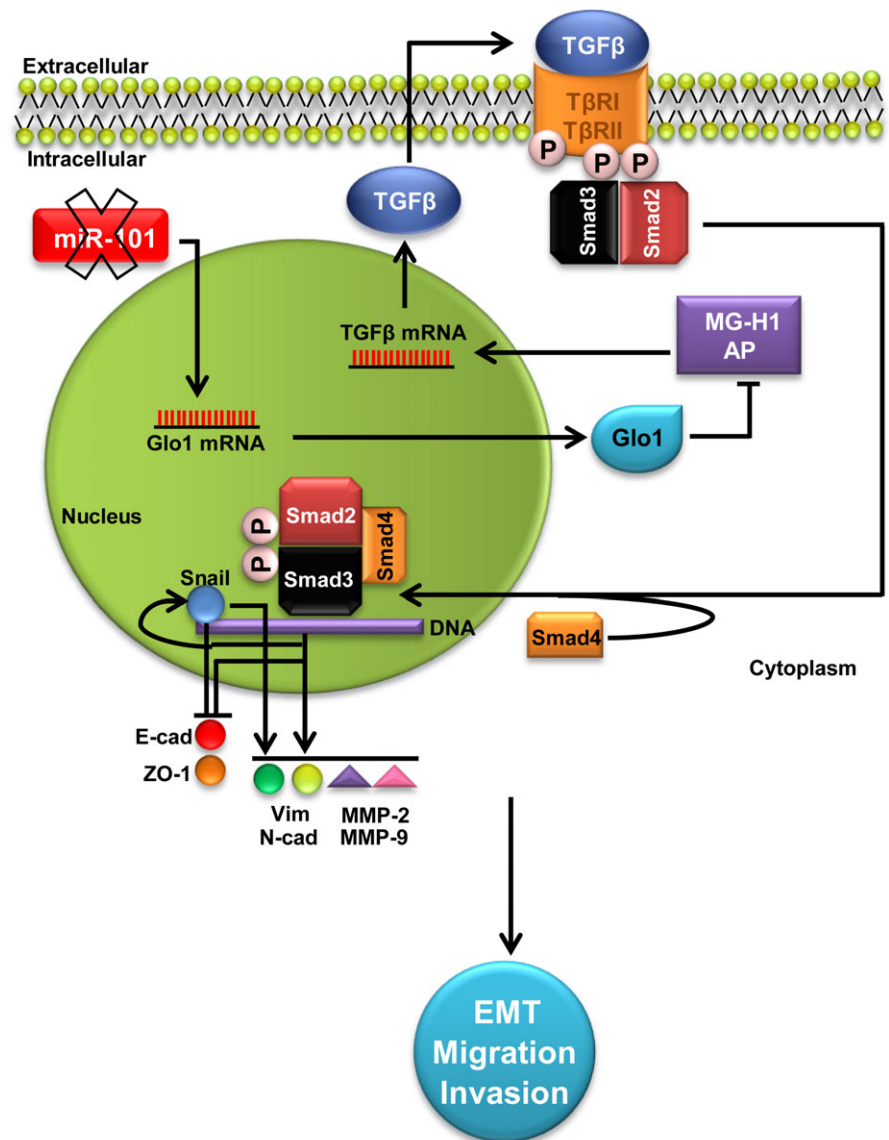 TGFβ
Extracellular
TβRI
TβRII
P
P
P
Intracellular
TGFβ
Smad3
Smad2
miR-101
MG-H1
AP
TGFβ mRNA
Glo1 mRNA
Glo1
Nucleus
P
Smad2
Smad4
P
Smad3
Snail
DNA
Smad4
Cytoplasm
E-cad
ZO-1
Vim
N-cad
MMP-2
MMP-9
EMT
Migration
Invasion